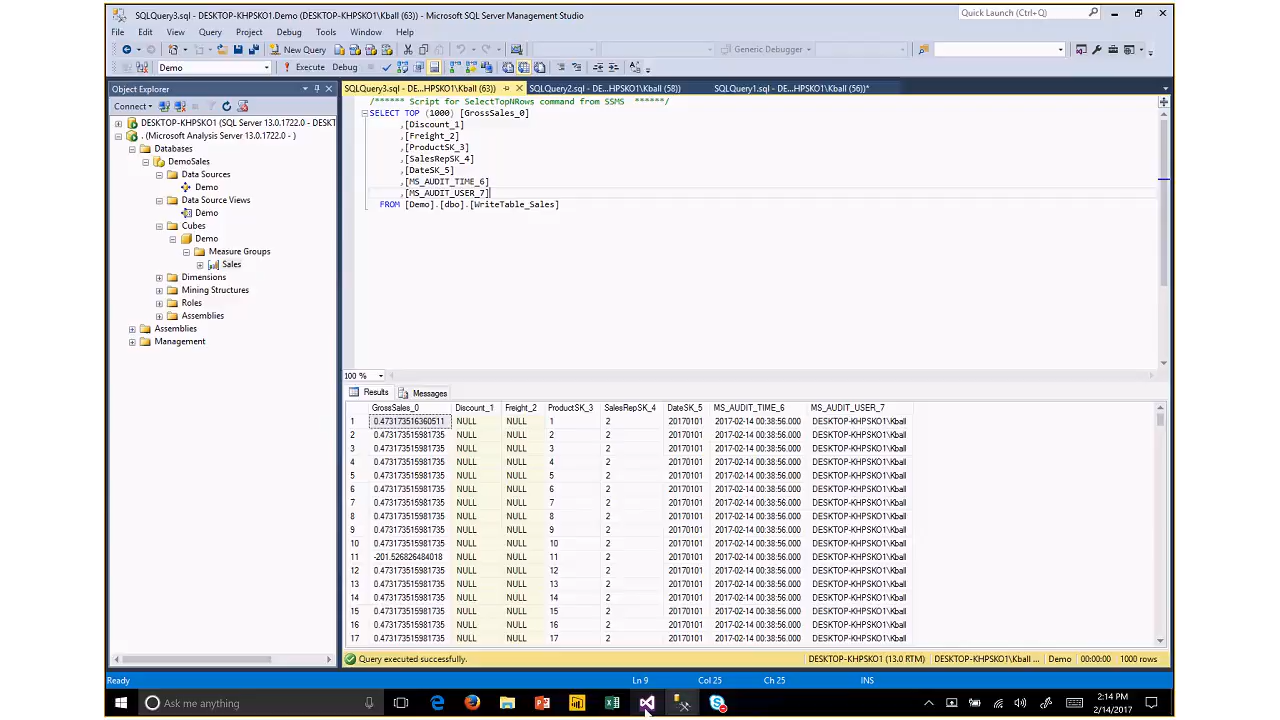 SQLQuery3.sql - DESKTOP-KHPSKO1.Demo (DESKTOP-KHPSKO1\Kball (63)) - Microsoft SQL Server Management Studio
Quick Launch (Ctrl+Q)
File Edit View Query Project Debug Tools Window Help
New Query Generic Debugger
Demo Execute Debug
Object Explorer
SQLQuery3.sql - DE...HPSKO1\Kball (63)) SQLQuery2.sql - DE...HPSKO1\Kball (58)) SQLQuery1.sql - DE...HPSKO1\Kball (56))*
Connect
DESKTOP-KHPSKO1 (SQL Server 13.0.1722.0 - DESKT
. (Microsoft Analysis Server 13.0.1722.0 - )
Databases
DemoSales
Data Sources
Demo
Data Source Views
Demo
Cubes
Demo
Measure Groups
Sales
Dimensions
Mining Structures
Roles
Assemblies
Assemblies
Management
/****** Script for SelectTopNRows command from SSMS ******/
SELECT TOP (1000) [GrossSales_0]
,[Discount_1]
,[Freight_2]
,[ProductSK_3]
,[SalesRepSK_4]
,[DateSK_5]
,[MS_AUDIT_TIME_6]
,[MS_AUDIT_USER_7]
FROM [Demo].[dbo].[WriteTable_Sales]
100 %
Results Messages
GrossSales_0 Discount_1 Freight_2 ProductSK_3 SalesRepSK_4 DateSK_5 MS_AUDIT_TIME_6 MS_AUDIT_USER_7
1 0.473173516360511 NULL NULL 1 2 20170101 2017-02-14 00:38:56.000 DESKTOP-KHPSKO1\Kball
2 0.473173515981735 NULL NULL 2 2 20170101 2017-02-14 00:38:56.000 DESKTOP-KHPSKO1\Kball
3 0.473173515981735 NULL NULL 3 2 20170101 2017-02-14 00:38:56.000 DESKTOP-KHPSKO1\Kball
4 0.473173515981735 NULL NULL 4 2 20170101 2017-02-14 00:38:56.000 DESKTOP-KHPSKO1\Kball
5 0.473173515981735 NULL NULL 5 2 20170101 2017-02-14 00:38:56.000 DESKTOP-KHPSKO1\Kball
6 0.473173515981735 NULL NULL 6 2 20170101 2017-02-14 00:38:56.000 DESKTOP-KHPSKO1\Kball
7 0.473173515981735 NULL NULL 7 2 20170101 2017-02-14 00:38:56.000 DESKTOP-KHPSKO1\Kball
8 0.473173515981735 NULL NULL 8 2 20170101 2017-02-14 00:38:56.000 DESKTOP-KHPSKO1\Kball
9 0.473173515981735 NULL NULL 9 2 20170101 2017-02-14 00:38:56.000 DESKTOP-KHPSKO1\Kball
10 0.473173515981735 NULL NULL 10 2 20170101 2017-02-14 00:38:56.000 DESKTOP-KHPSKO1\Kball
11 -201.526826484018 NULL NULL 11 2 20170101 2017-02-14 00:38:56.000 DESKTOP-KHPSKO1\Kball
12 0.473173515981735 NULL NULL 12 2 20170101 2017-02-14 00:38:56.000 DESKTOP-KHPSKO1\Kball
13 0.473173515981735 NULL NULL 13 2 20170101 2017-02-14 00:38:56.000 DESKTOP-KHPSKO1\Kball
14 0.473173515981735 NULL NULL 14 2 20170101 2017-02-14 00:38:56.000 DESKTOP-KHPSKO1\Kball
15 0.473173515981735 NULL NULL 15 2 20170101 2017-02-14 00:38:56.000 DESKTOP-KHPSKO1\Kball
16 0.473173515981735 NULL NULL 16 2 20170101 2017-02-14 00:38:56.000 DESKTOP-KHPSKO1\Kball
17 0.473173515981735 NULL NULL 17 2 20170101 2017-02-14 00:38:56.000 DESKTOP-KHPSKO1\Kball
Query executed successfully. DESKTOP-KHPSKO1 (13.0 RTM) DESKTOP-KHPSKO1\Kball ... Demo 00:00:00 1000 rows
Ready Ln 9 Col 25 Ch 25 INS
Ask me anything
2:14 PM
2/14/2017